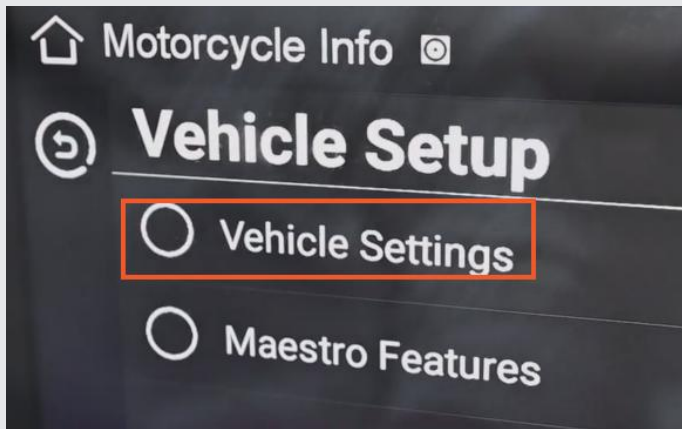 Motorcycle Info
Vehicle Setup
Vehicle Settings
Maestro Features